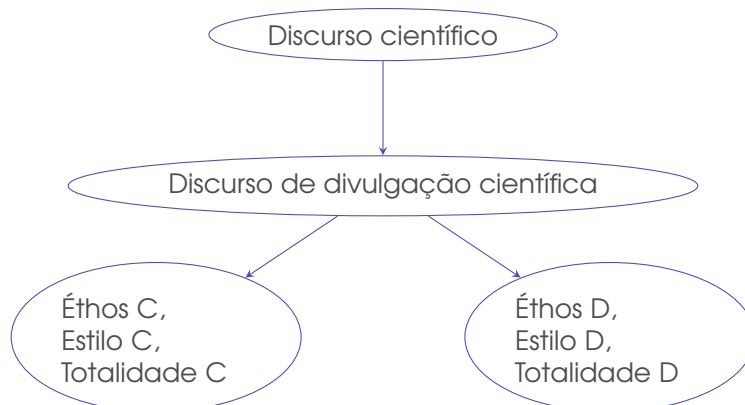 Discurso científico
Discurso de divulgação científica
Éthos C,
Estilo C,
Totalidade C
Éthos D,
Estilo D,
Totalidade D